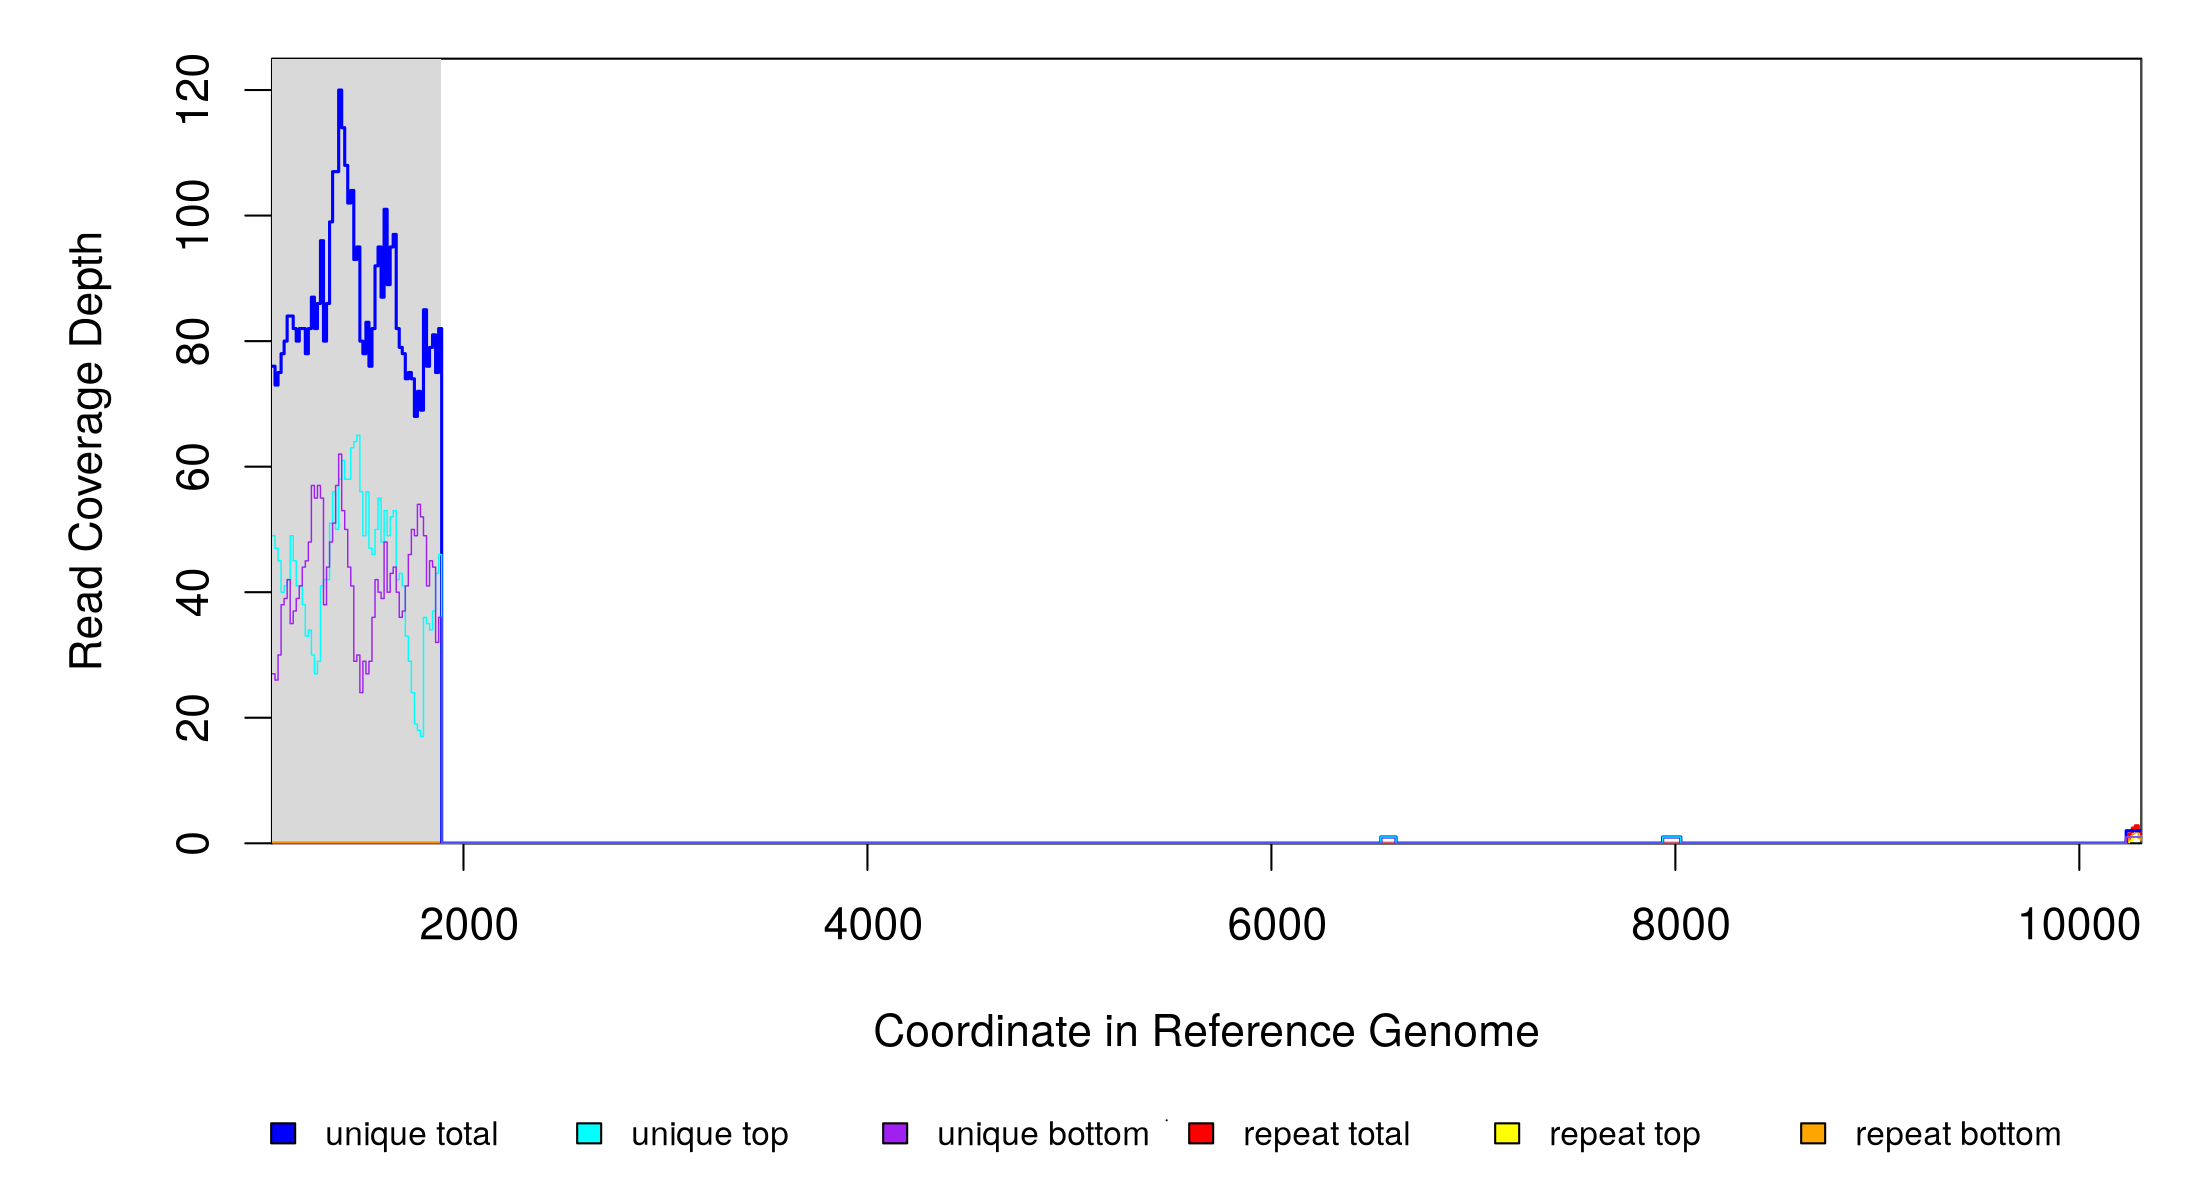 120
100
80
60
40
20
0
Read Coverage Depth
2000 4000 6000 8000 10000
Coordinate in Reference Genome
unique total unique top unique bottom repeat total repeat top repeat bottom